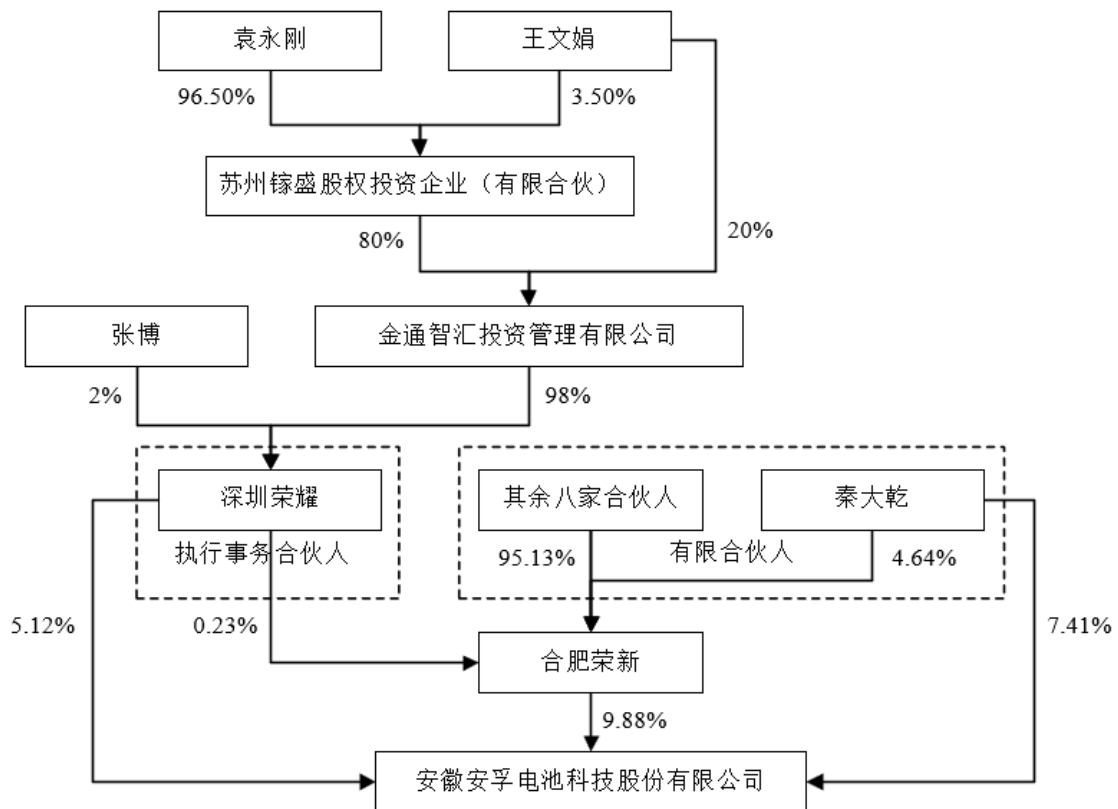 袁永刚
王文娟
96.50%
3.50%
苏州镓盛股权投资企业（有限合伙）
80%
20%
张博
金通智汇投资管理有限公司
2%
98%
深圳荣耀
其余八家合伙人
秦大乾
执行事务合伙人
95.13%
有限合伙人
4.64%
5.12%
0.23%
7.41%
合肥荣新
9.88%
安徽安孚电池科技股份有限公司